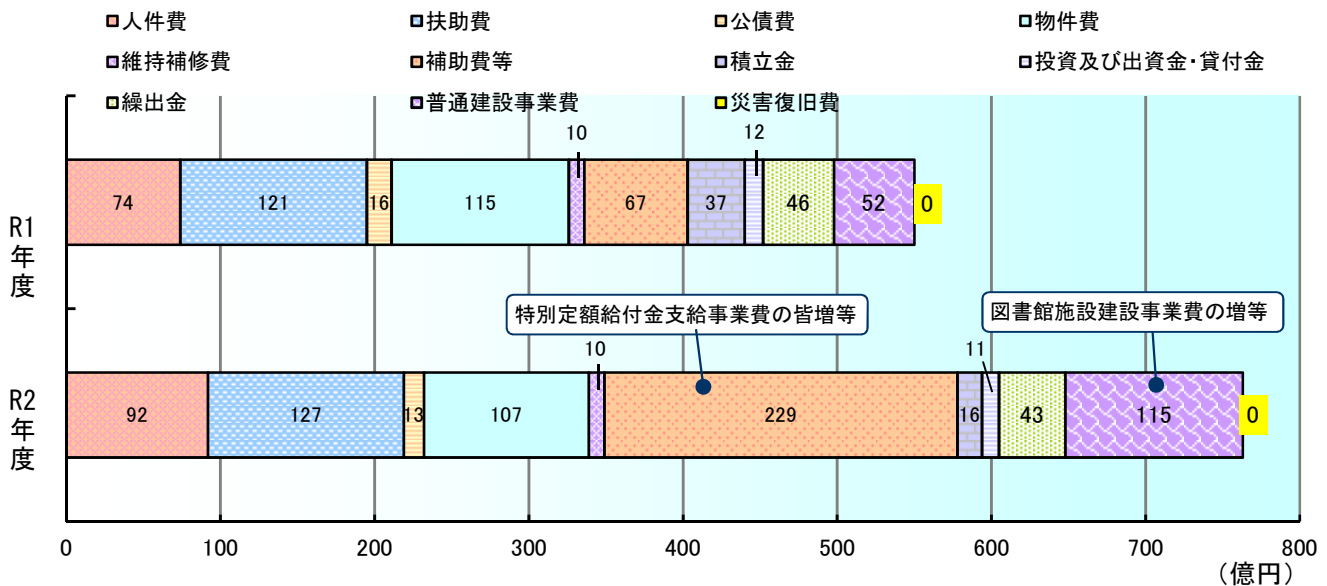 人件費 扶助費 公債費 物件費
維持補修費 補助費等 積立金 投資及び出資金・貸付金
繰出金 普通建設事業費 災害復旧費
10 12
R1年度 74 121 16 115 67 37 46 52 0
特別定額給付金支給事業費の皆増等 図書館施設建設事業費の増等
10 11
R2年度 92 127 13 107 229 16 43 115 0
0 100 200 300 400 500 600 700 800
（億円）